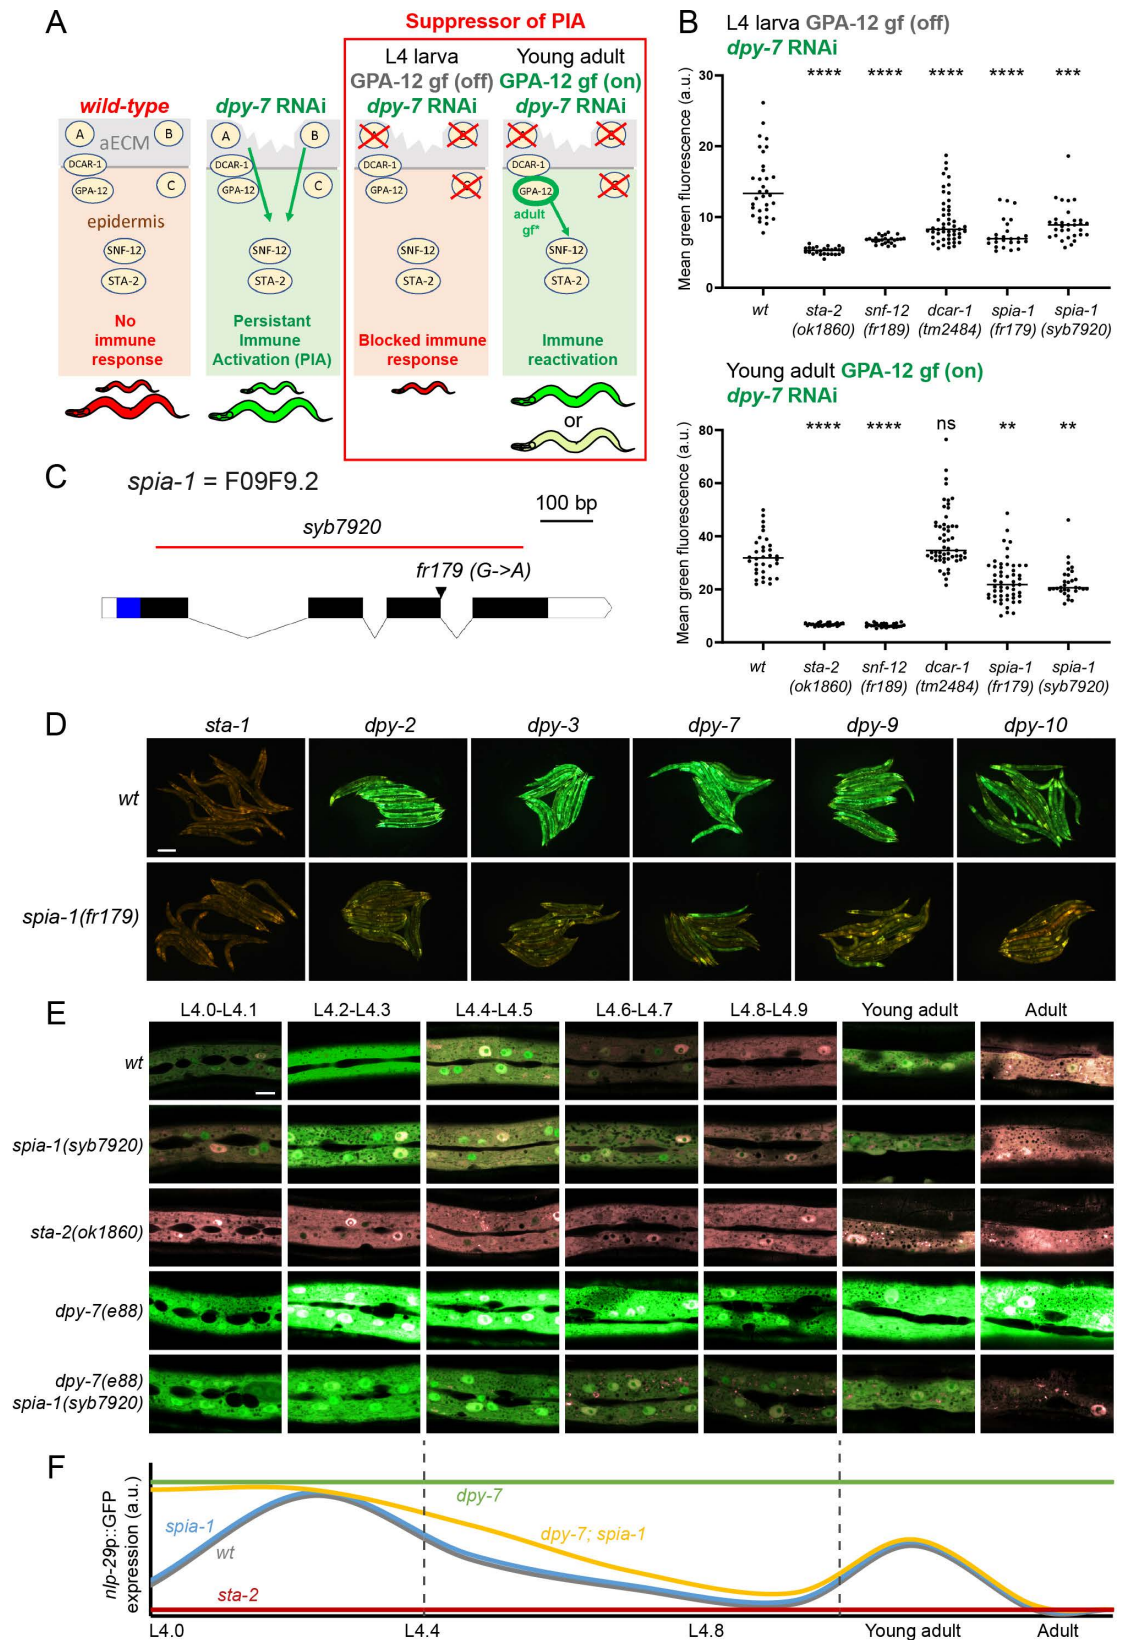 A
Suppressor of PIA
wild-type
dpy-7 RNAi
L4 larva
GPA-12 gf (off)
dpy-7 RNAi
Young adult
GPA-12 gf (on)
dpy-7 RNAi
A
B
aECM
DCAR-1
GPA-12
C
epidermis
SNF-12
STA-2
No
immune
response
A
B
DCAR-1
GPA-12
C
SNF-12
STA-2
Persistant
Immune
Activation (PIA)
A
B
DCAR-1
GPA-12
C
SNF-12
STA-2
Blocked immune
response
A
B
DCAR-1
GPA-12
C
adult
gf*
SNF-12
STA-2
Immune
reactivation
or
B
L4 larva GPA-12 gf (off)
dpy-7 RNAi
Mean green fluorescence (a.u.)
30
20
10
0
**** **** **** **** ***
wt sta-2 snf-12 dcar-1 spia-1 spia-1
(ok1860) (fr189) (tm2484) (fr179) (syb7920)
Young adult GPA-12 gf (on)
dpy-7 RNAi
Mean green fluorescence (a.u.)
80
60
40
20
0
**** **** ns ** **
wt sta-2 snf-12 dcar-1 spia-1 spia-1
(ok1860) (fr189) (tm2484) (fr179) (syb7920)
C
spia-1 = F09F9.2
100 bp
syb7920
fr179 (G->A)
D
sta-1 dpy-2 dpy-3 dpy-7 dpy-9 dpy-10
wt
spia-1(fr179)
E
L4.0-L4.1 L4.2-L4.3 L4.4-L4.5 L4.6-L4.7 L4.8-L4.9 Young adult Adult
wt
spia-1(syb7920)
sta-2(ok1860)
dpy-7(e88)
dpy-7(e88)
spia-1(syb7920)
F
nlp-29p::GFP
expression (a.u.)
dpy-7
spia-1
wt
dpy-7; spia-1
sta-2
L4.0 L4.4 L4.8 Young adult Adult